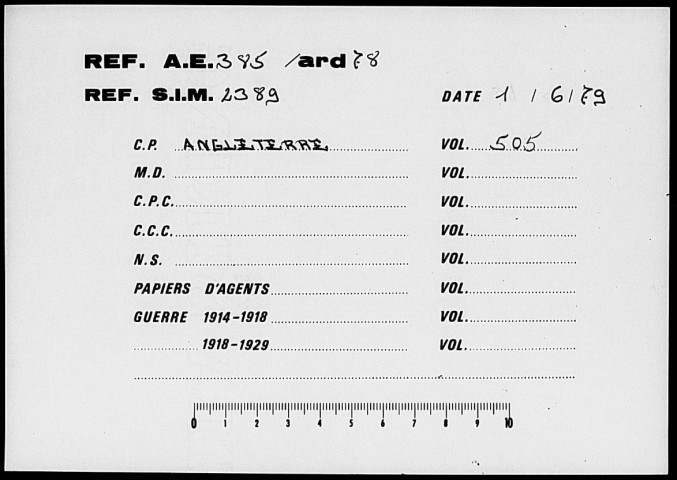 REF. A.E. 385 /ard 78
REF. S.I.M. 2389 DATE 1 / 6 / 79
C.P. ANGLETERRE VOL. 505
M.D. VOL.
C.P.C. VOL.
C.C.C. VOL.
N.S. VOL.
PAPIERS D'AGENTS VOL.
GUERRE 1914-1918 VOL.
1918-1929 VOL.
0 1 2 3 4 5 6 7 8 9 10